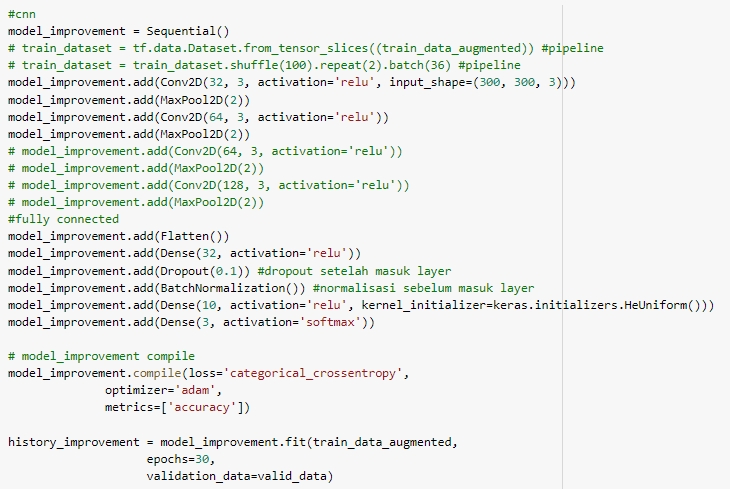 #cnn
model_improvement = Sequential()
# train_dataset = tf.data.Dataset.from_tensor_slices((train_data_augmented)) #pipeline
# train_dataset = train_dataset.shuffle(100).repeat(2).batch(36) #pipeline
model_improvement.add(Conv2D(32, 3, activation='relu', input_shape=(300, 300, 3)))
model_improvement.add(MaxPool2D(2))
model_improvement.add(Conv2D(64, 3, activation='relu'))
model_improvement.add(MaxPool2D(2))
# model_improvement.add(Conv2D(64, 3, activation='relu'))
# model_improvement.add(MaxPool2D(2))
# model_improvement.add(Conv2D(128, 3, activation='relu'))
# model_improvement.add(MaxPool2D(2))
#fully connected
model_improvement.add(Flatten())
model_improvement.add(Dense(32, activation='relu'))
model_improvement.add(Dropout(0.1)) #dropout setelah masuk layer
model_improvement.add(BatchNormalization()) #normalisasi sebelum masuk layer
model_improvement.add(Dense(10, activation='relu', kernel_initializer=keras.initializers.HeUniform()))
model_improvement.add(Dense(3, activation='softmax'))
# model_improvement compile
model_improvement.compile(loss='categorical_crossentropy',
optimizer='adam',
metrics=['accuracy'])
history_improvement = model_improvement.fit(train_data_augmented,
epochs=30,
validation_data=valid_data)